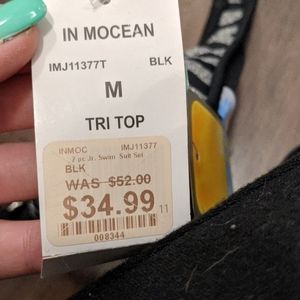 IN MOCEAN
IMJ11377T BLK
M
TRI TOP
INMOC IMJ11377
2 pc Jr. Swim Suit Set
BLK
WAS $52.00
$34.99 11
008344